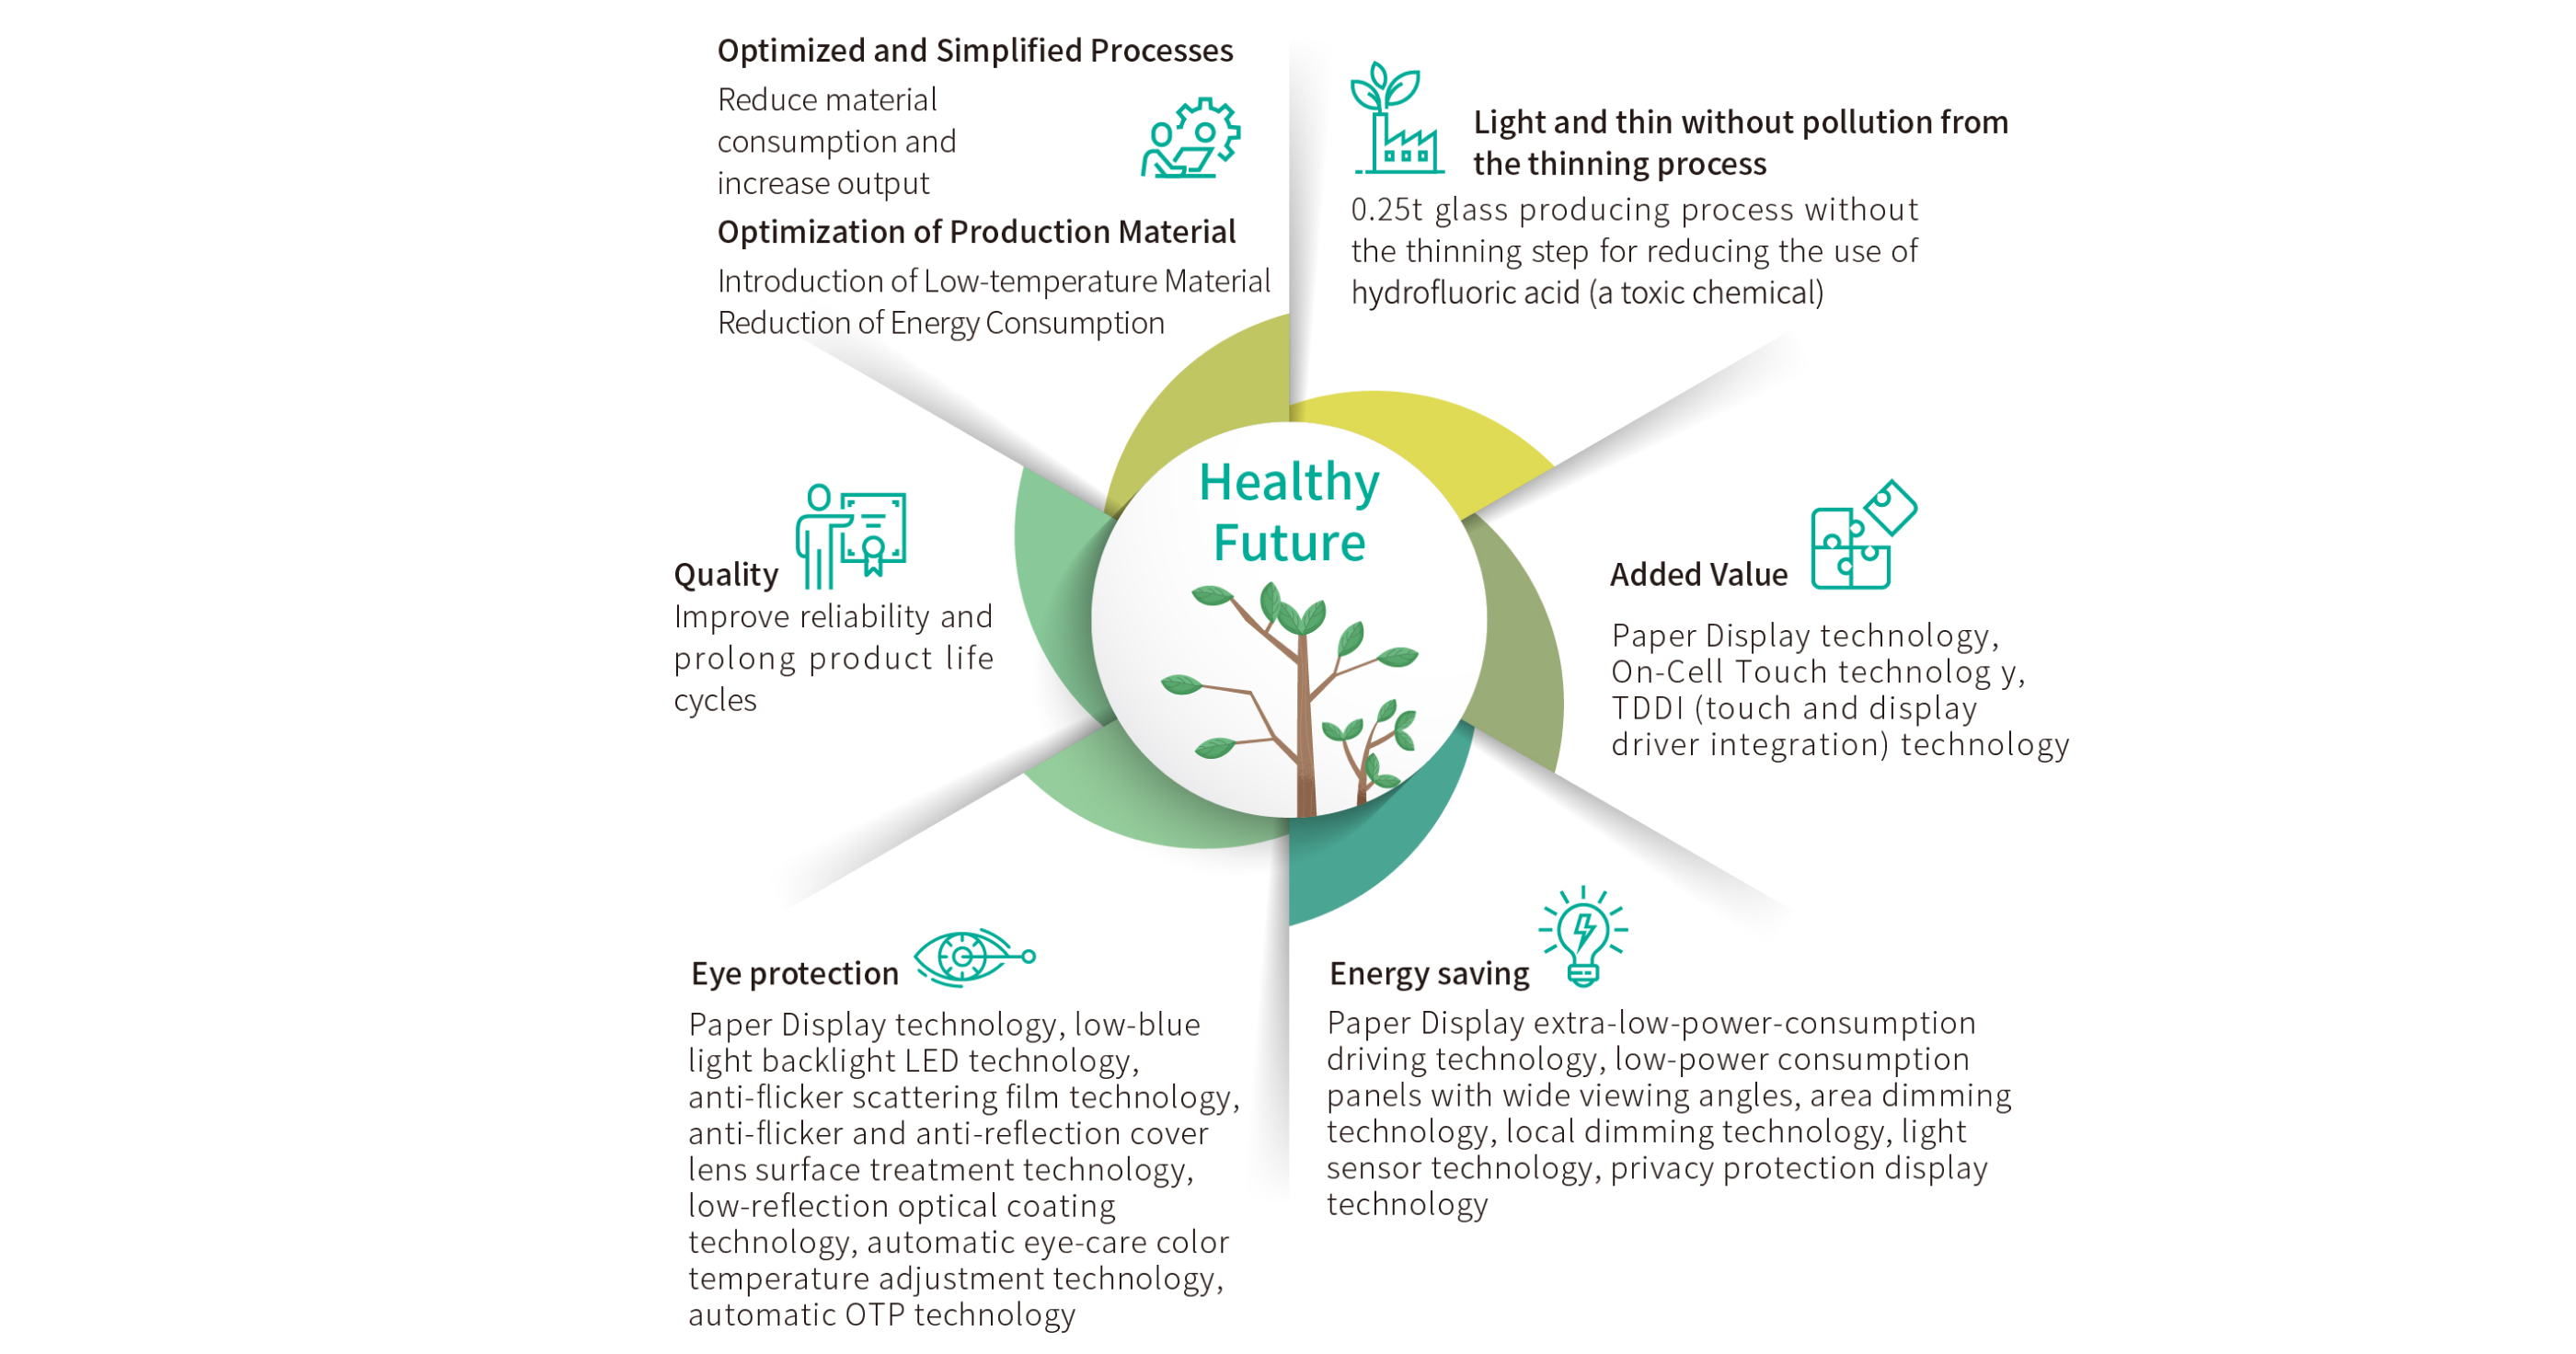 Optimized and Simplified Processes
Reduce material
consumption and
increase output
Optimization of Production Material
Introduction of Low-temperature Material
Reduction of Energy Consumption
Light and thin without pollution from
the thinning process
0.25t glass producing process without
the thinning step for reducing the use of
hydrofluoric acid (a toxic chemical)
Healthy
Future
Quality
Improve reliability and
prolong product life
cycles
Added Value
Paper Display technology,
On-Cell Touch technolog y,
TDDI (touch and display
driver integration) technology
Eye protection
Paper Display technology, low-blue
light backlight LED technology,
anti-flicker scattering film technology,
anti-flicker and anti-reflection cover
lens surface treatment technology,
low-reflection optical coating
technology, automatic eye-care color
temperature adjustment technology,
automatic OTP technology
Energy saving
Paper Display extra-low-power-consumption
driving technology, low-power consumption
panels with wide viewing angles, area dimming
technology, local dimming technology, light
sensor technology, privacy protection display
technology